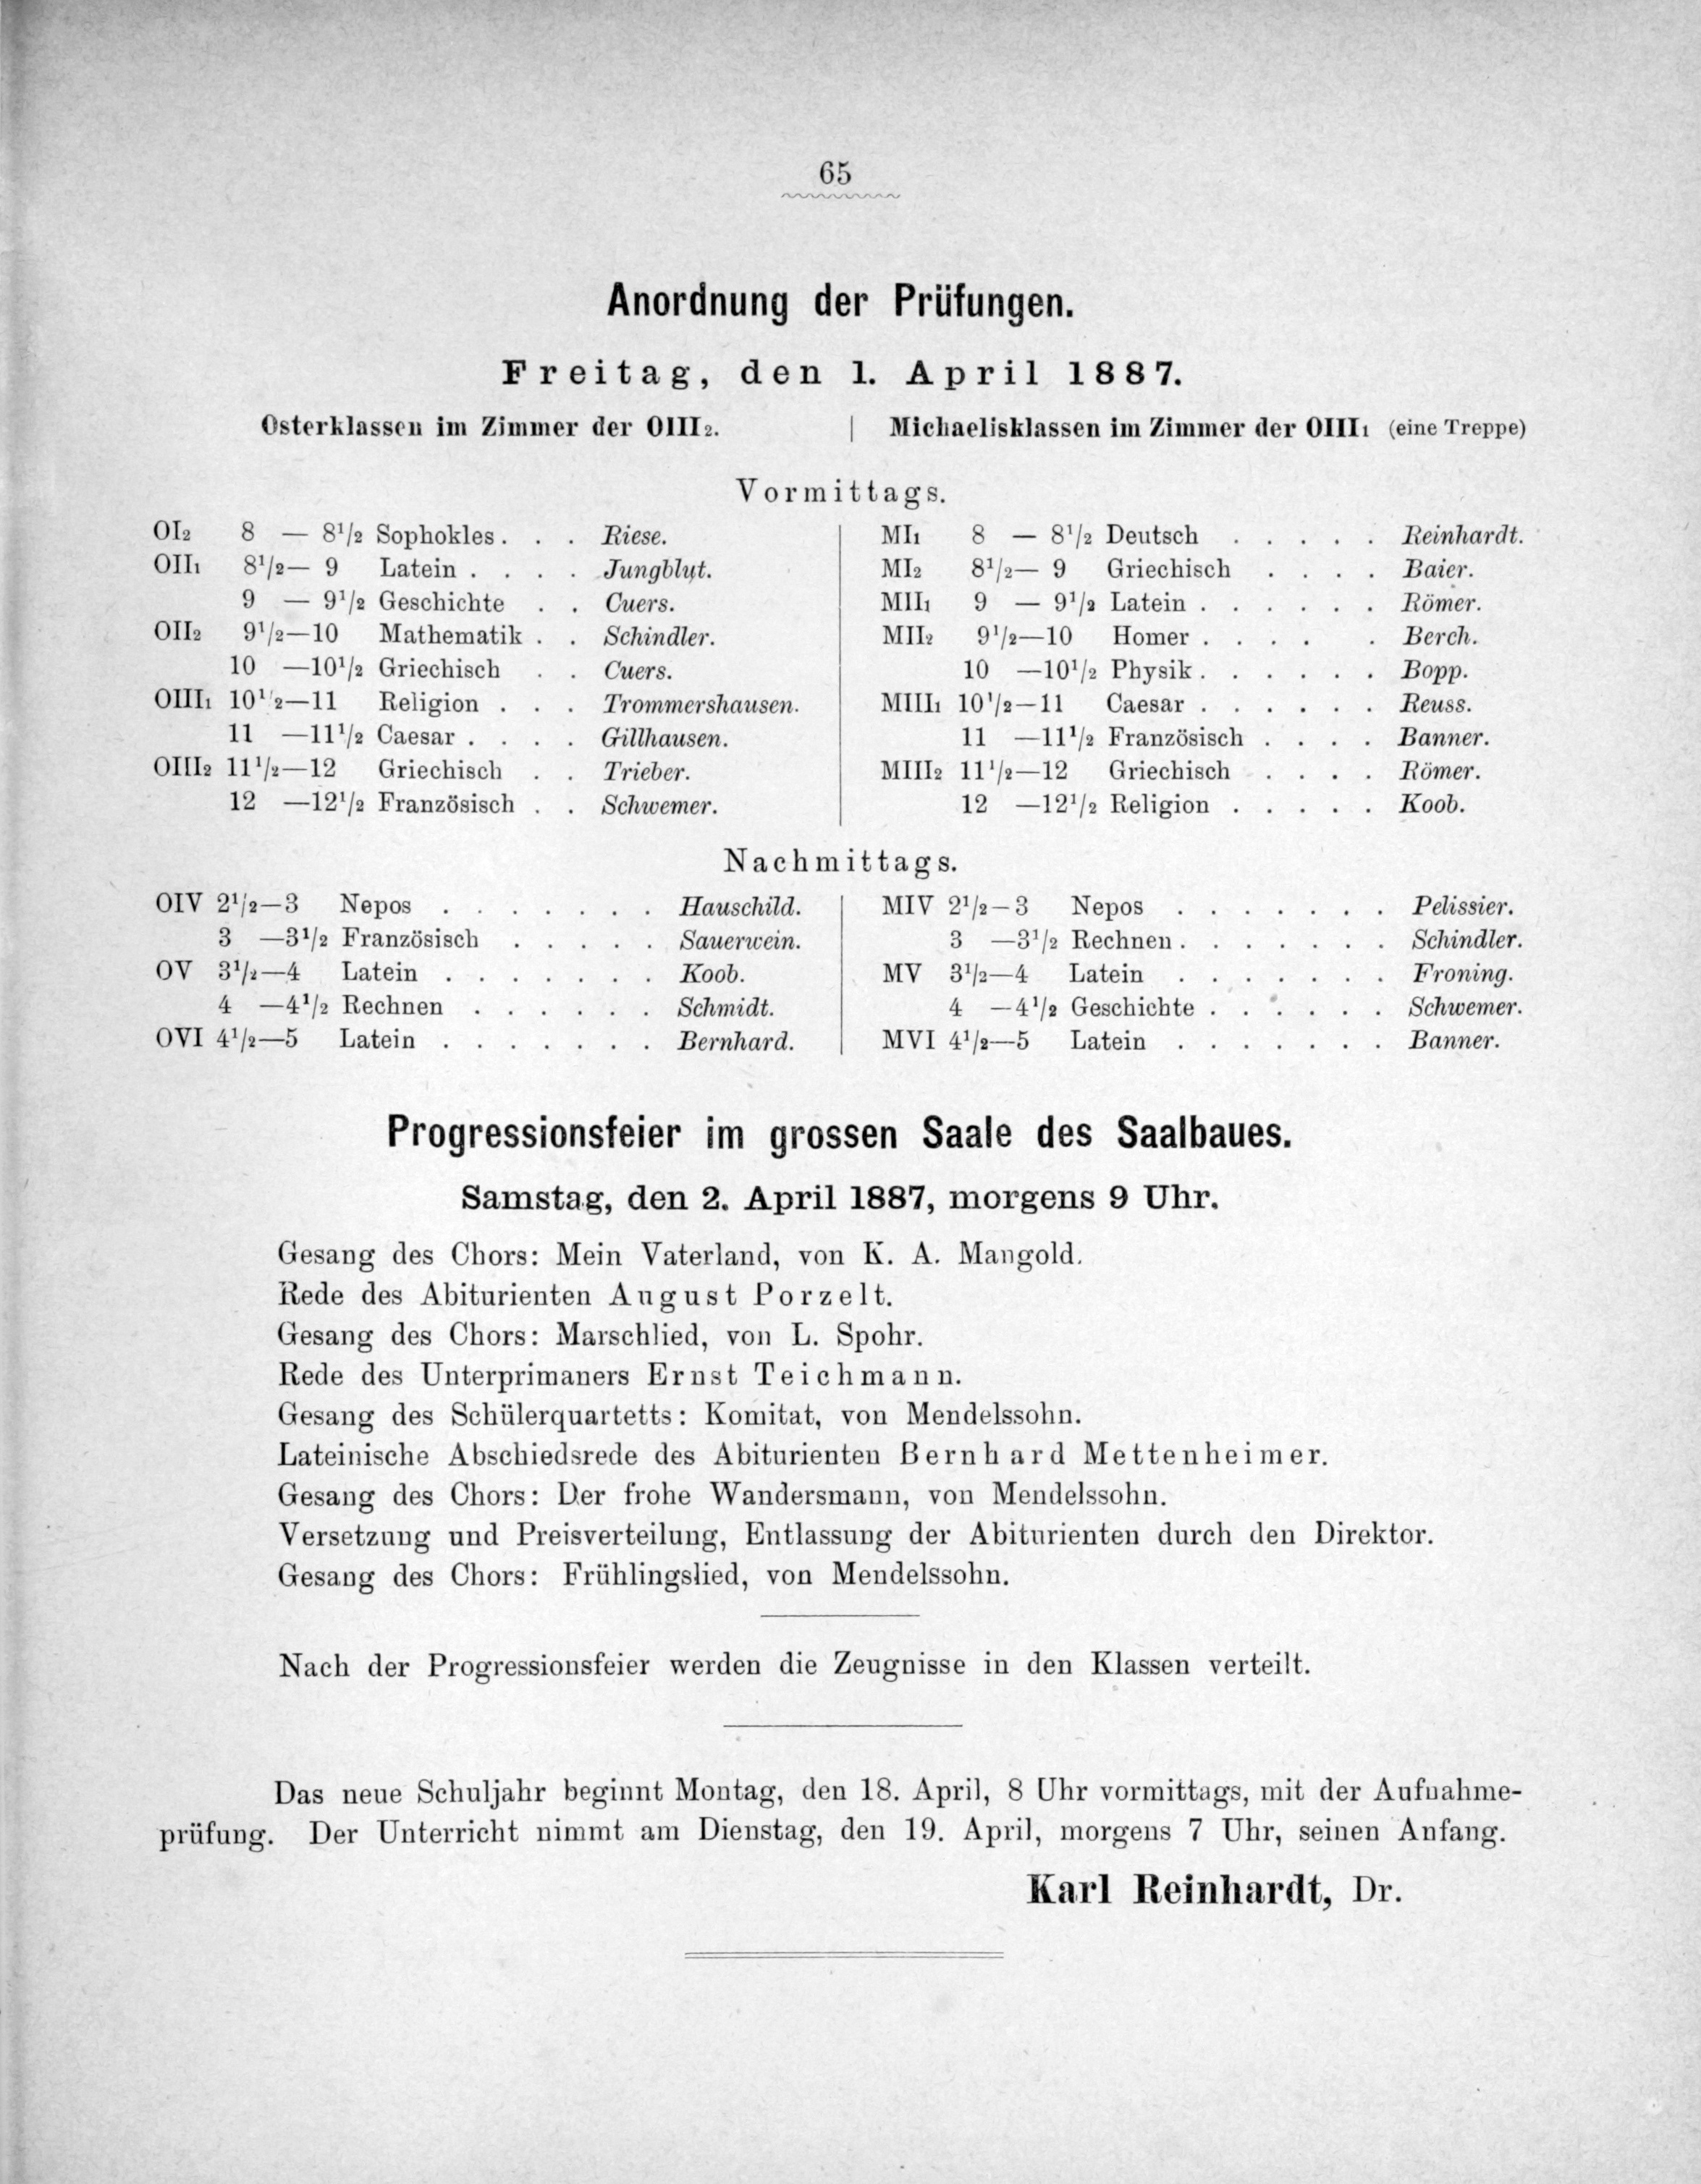 65
Anordnung der Prüfungen.
Freitag, den 1. April 1887.
Osterklassen im Zimmer der OIII2. | Michaelisklassen im Zimmer der OIII1 (eine Treppe)
Vormittags.
OI2 8 — 8½ Sophokles . . . Riese.
OII1 8½— 9 Latein . . . . Jungblut.
9 — 9½ Geschichte . . Cuers.
OII2 9½—10 Mathematik . . Schindler.
10 —10½ Griechisch . . Cuers.
OIII1 10½—11 Religion . . . Trommershausen.
11 —11½ Caesar . . . . Gillhausen.
OIII2 11½—12 Griechisch . . Trieber.
12 —12½ Französisch . . Schwemer.
MI1 8 — 8½ Deutsch . . . . . Reinhardt.
MI2 8½— 9 Griechisch . . . . Baier.
MII1 9 — 9½ Latein . . . . . . Römer.
MII2 9½—10 Homer . . . . . Berch.
10 —10½ Physik . . . . . . Bopp.
MIII1 10½—11 Caesar . . . . . . Reuss.
11 —11½ Französisch . . . . Banner.
MIII2 11½—12 Griechisch . . . . Römer.
12 —12½ Religion . . . . . Koob.
Nachmittags.
OIV 2½—3 Nepos . . . . . . . Hauschild.
3 —3½ Französisch . . . . . Sauerwein.
OV 3½—4 Latein . . . . . . . Koob.
4 —4½ Rechnen . . . . . . Schmidt.
OVI 4½—5 Latein . . . . . . . Bernhard.
MIV 2½—3 Nepos . . . . . . . Pelissier.
3 —3½ Rechnen . . . . . . . Schindler.
MV 3½—4 Latein . . . . . . . Froning.
4 —4½ Geschichte . . . . . . Schwemer.
MVI 4½—5 Latein . . . . . . . Banner.
Progressionsfeier im grossen Saale des Saalbaues.
Samstag, den 2. April 1887, morgens 9 Uhr.
Gesang des Chors: Mein Vaterland, von K. A. Mangold.
Rede des Abiturienten August Porzelt.
Gesang des Chors: Marschlied, von L. Spohr.
Rede des Unterprimaners Ernst Teichmann.
Gesang des Schülerquartetts: Komitat, von Mendelssohn.
Lateinische Abschiedsrede des Abiturienten Bernhard Mettenheimer.
Gesang des Chors: Der frohe Wandersmann, von Mendelssohn.
Versetzung und Preisverteilung, Entlassung der Abiturienten durch den Direktor.
Gesang des Chors: Frühlingslied, von Mendelssohn.
Nach der Progressionsfeier werden die Zeugnisse in den Klassen verteilt.
Das neue Schuljahr beginnt Montag, den 18. April, 8 Uhr vormittags, mit der Aufnahme-
prüfung. Der Unterricht nimmt am Dienstag, den 19. April, morgens 7 Uhr, seinen Anfang.
Karl Reinhardt, Dr.